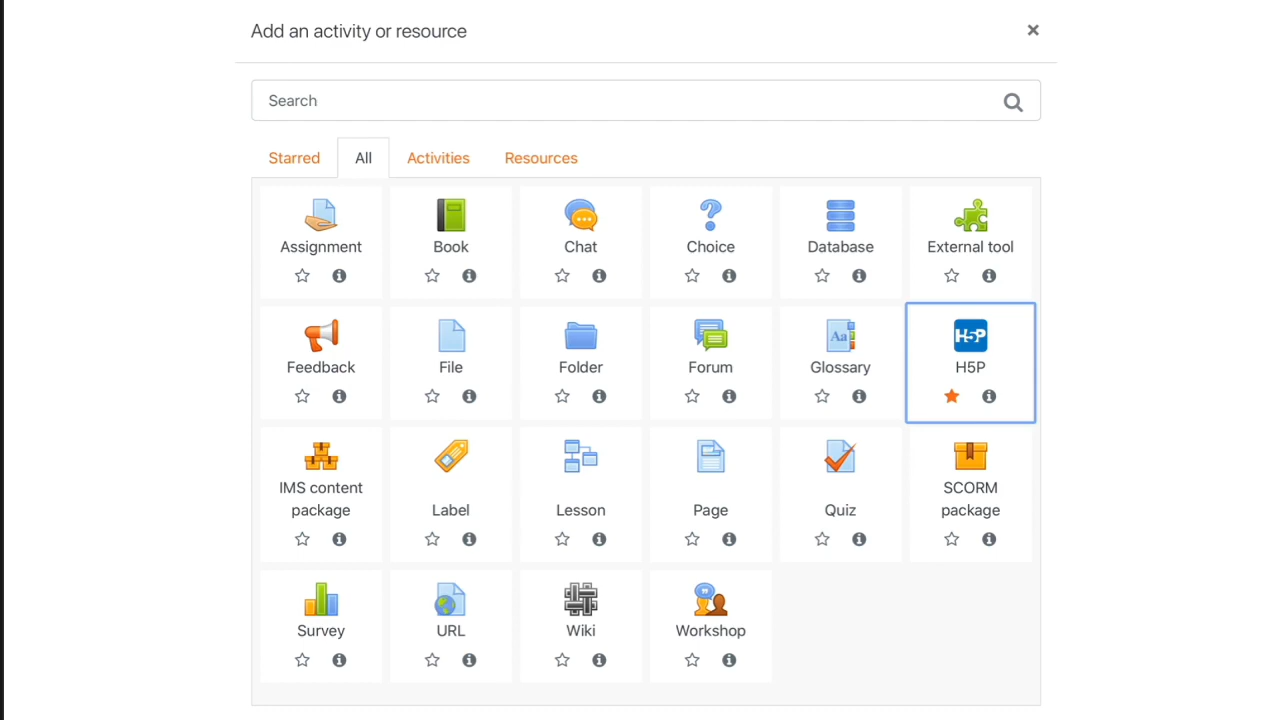 Add an activity or resource
×
Search
Starred All Activities Resources
Assignment Book Chat Choice Database External tool
H5P
Feedback File Folder Forum Glossary H5P
IMS content package Label Lesson Page Quiz SCORM package
Survey URL Wiki Workshop